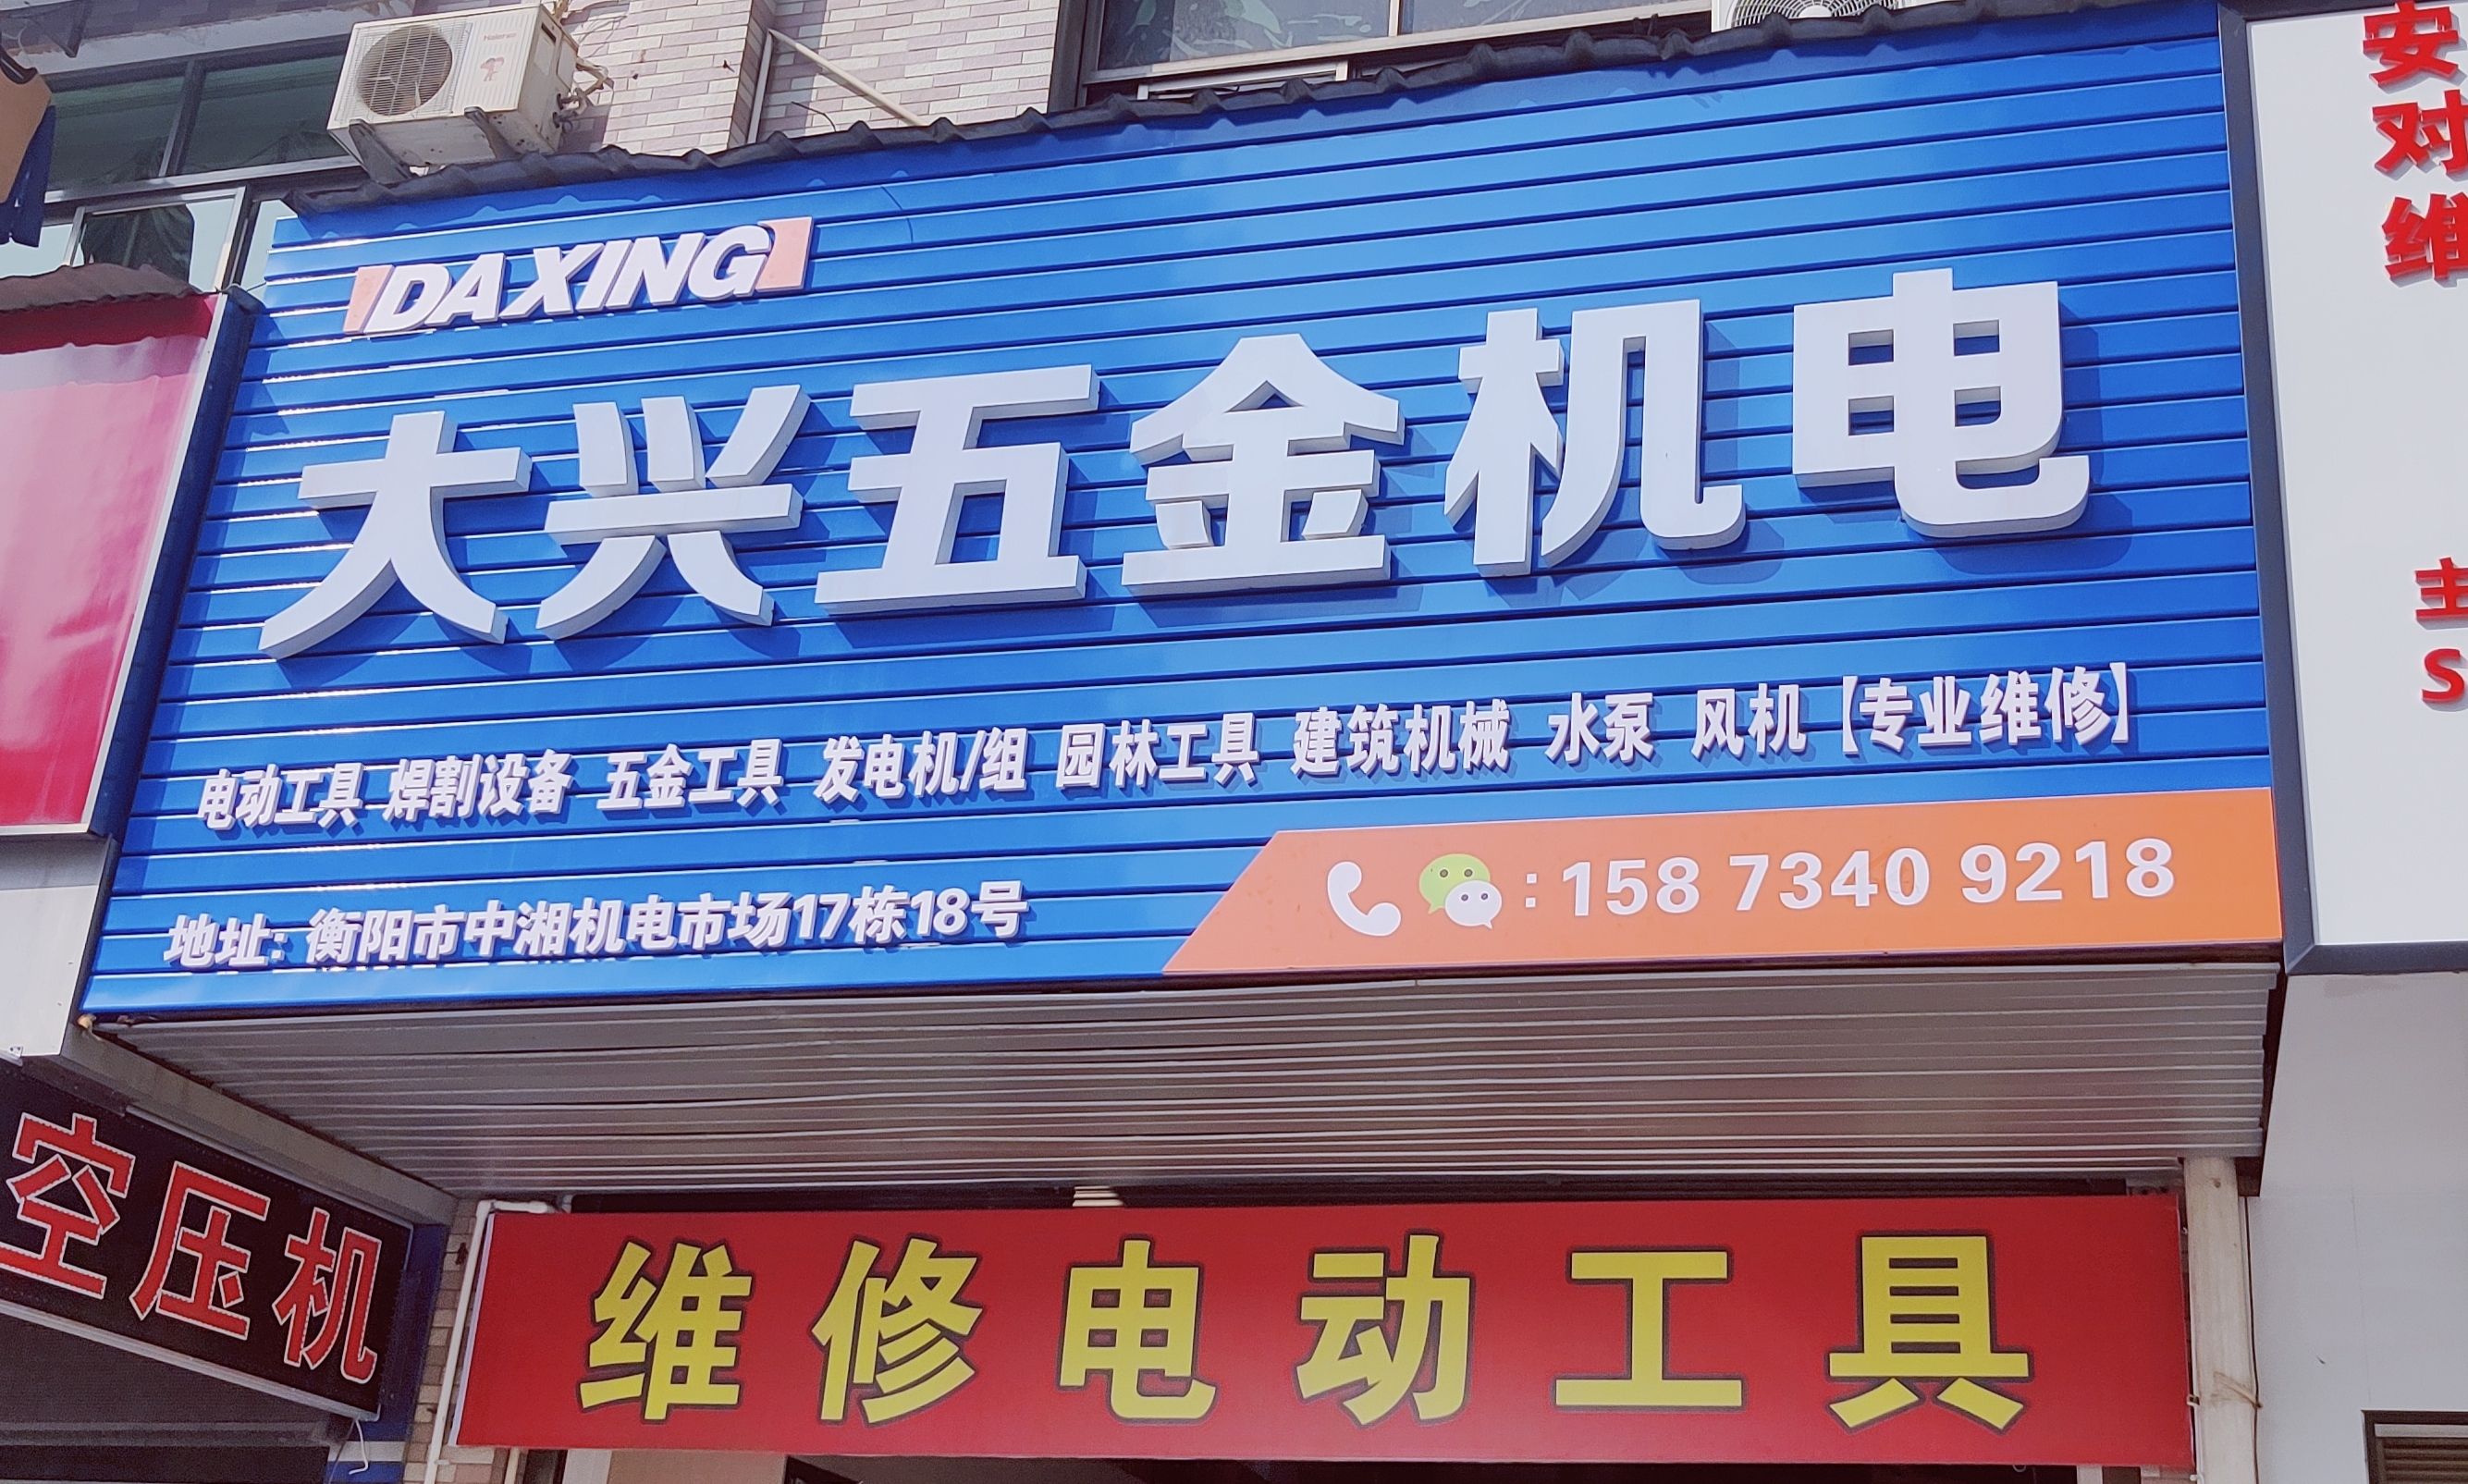 DAXING
大兴五金机电
电动工具 焊割设备 五金工具 发电机/组 园林工具 建筑机械 水泵 风机【专业维修】
地址：衡阳市中湘机电市场17栋18号
：158 7340 9218
空压机
维修电动工具
安
对
维
主
S